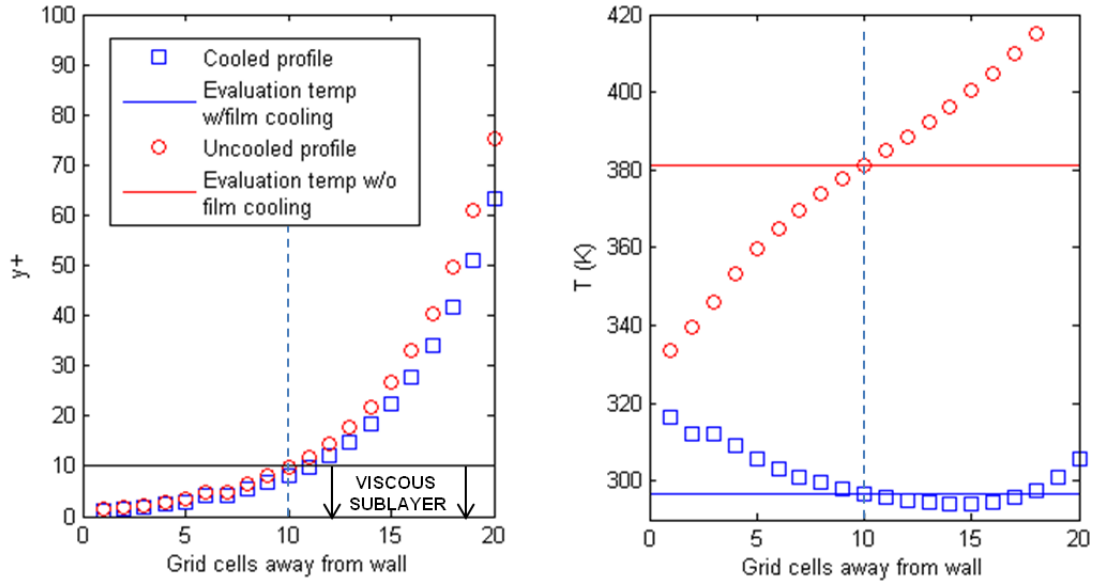 100
90
80
70
60
50
40
30
20
10
0
y+
Cooled profile
Evaluation temp
w/film cooling
Uncooled profile
Evaluation temp w/o
film cooling
VISCOUS
SUBLAYER
0 5 10 15 20
Grid cells away from wall
420
400
380
360
340
320
300
T (K)
0 5 10 15 20
Grid cells away from wall